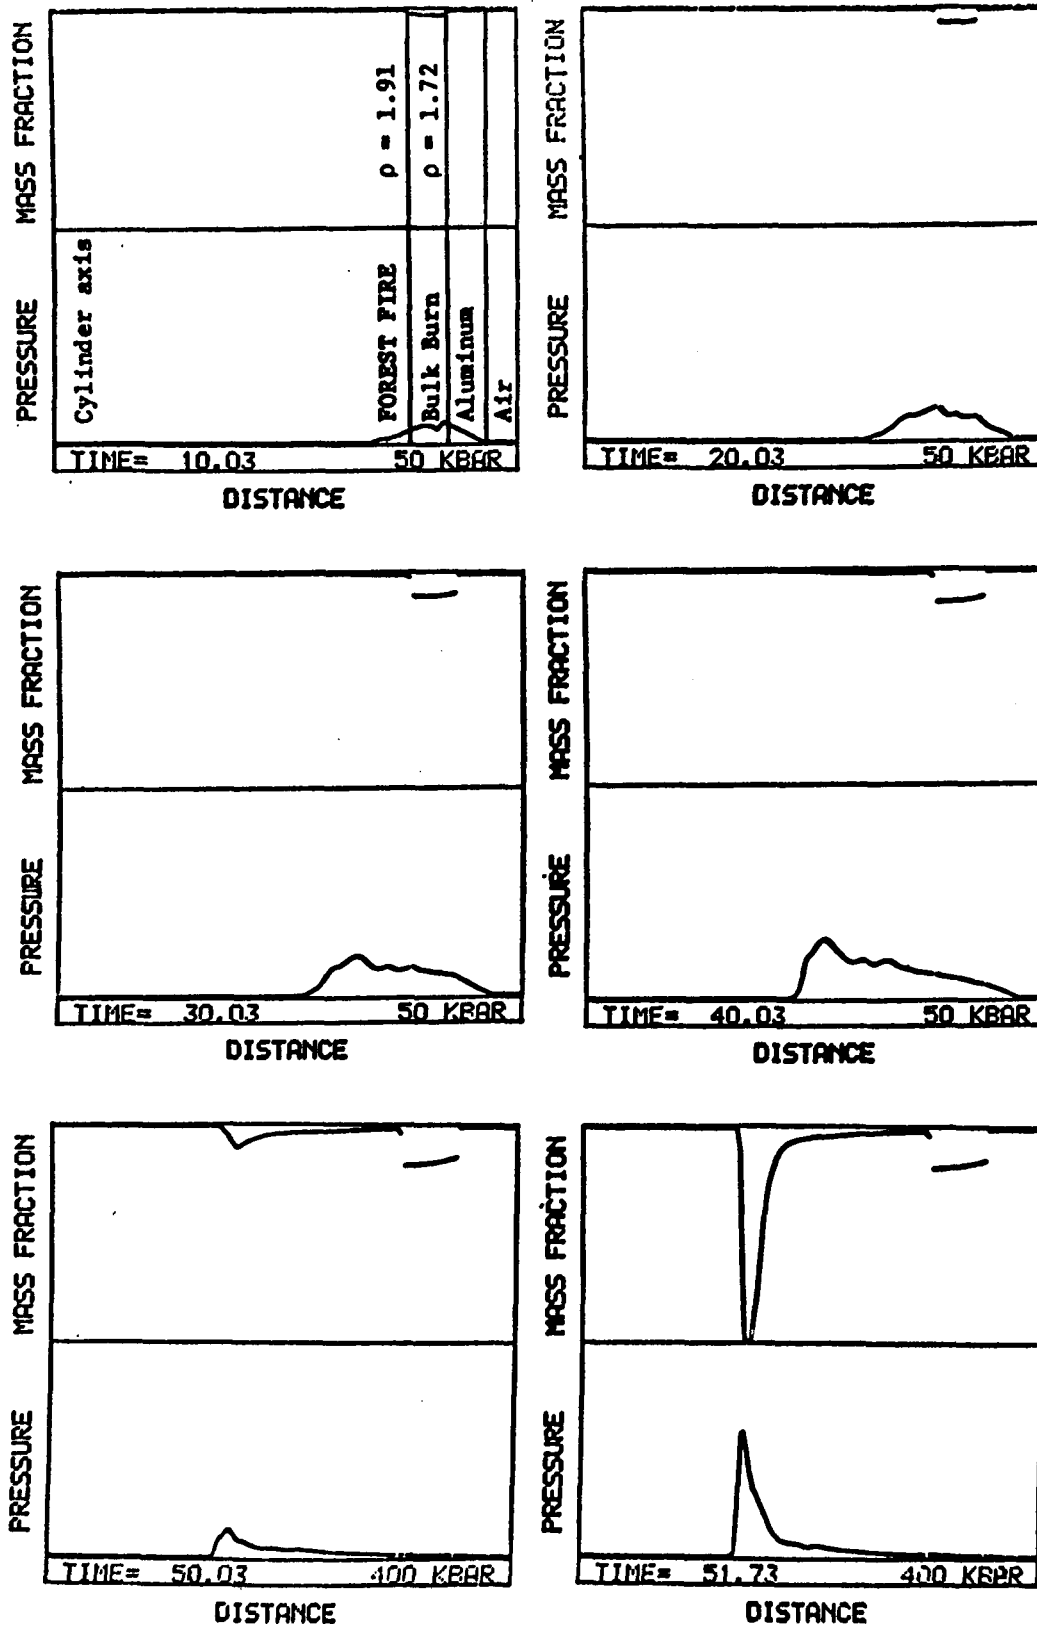 MASS FRACTION
PRESSURE
Cylinder axis
FOREST FIRE ρ = 1.91
Bulk Burn ρ = 1.72
Aluminum
Air
TIME= 10.03 50 KBAR
DISTANCE
MASS FRACTION
PRESSURE
TIME= 20.03 50 KBAR
DISTANCE
MASS FRACTION
PRESSURE
TIME= 30.03 50 KBAR
DISTANCE
MASS FRACTION
PRESSURE
TIME= 40.03 50 KBAR
DISTANCE
MASS FRACTION
PRESSURE
TIME= 50.03 400 KBAR
DISTANCE
MASS FRACTION
PRESSURE
TIME= 51.73 400 KBAR
DISTANCE